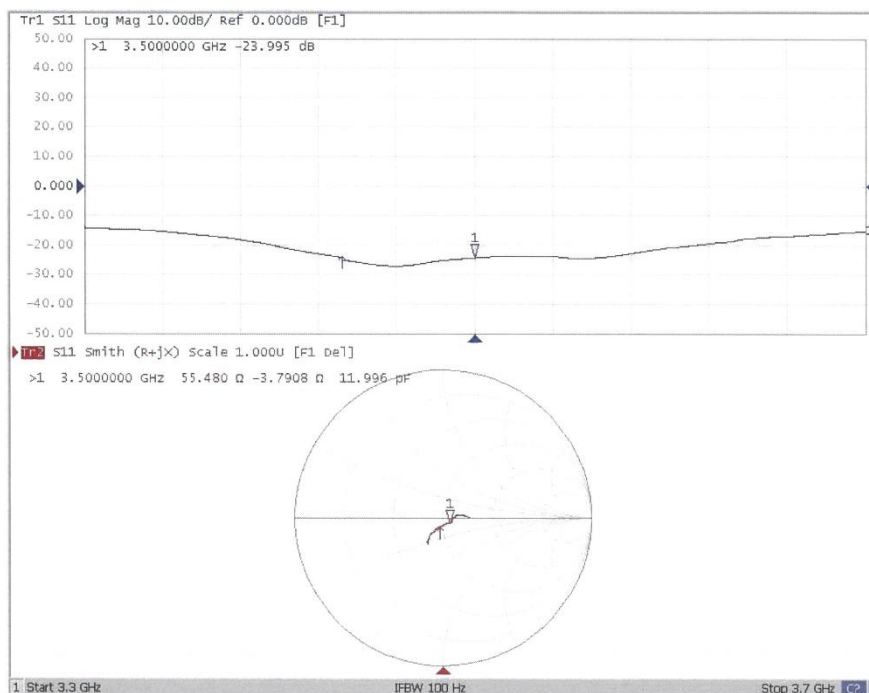 Tr1 S11 Log Mag 10.00dB/ Ref 0.000dB [F1]
50.00
>1 3.5000000 GHz -23.995 dB
40.00
30.00
20.00
10.00
0.000
-10.00
1
-20.00
-30.00
-40.00
-50.00
Tr2 S11 Smith (R+jX) Scale 1.000U [F1 Del]
>1 3.5000000 GHz 55.480 Ω -3.7908 Ω 11.996 pF
1
1 Start 3.3 GHz IFBW 100 Hz Stop 3.7 GHz C?